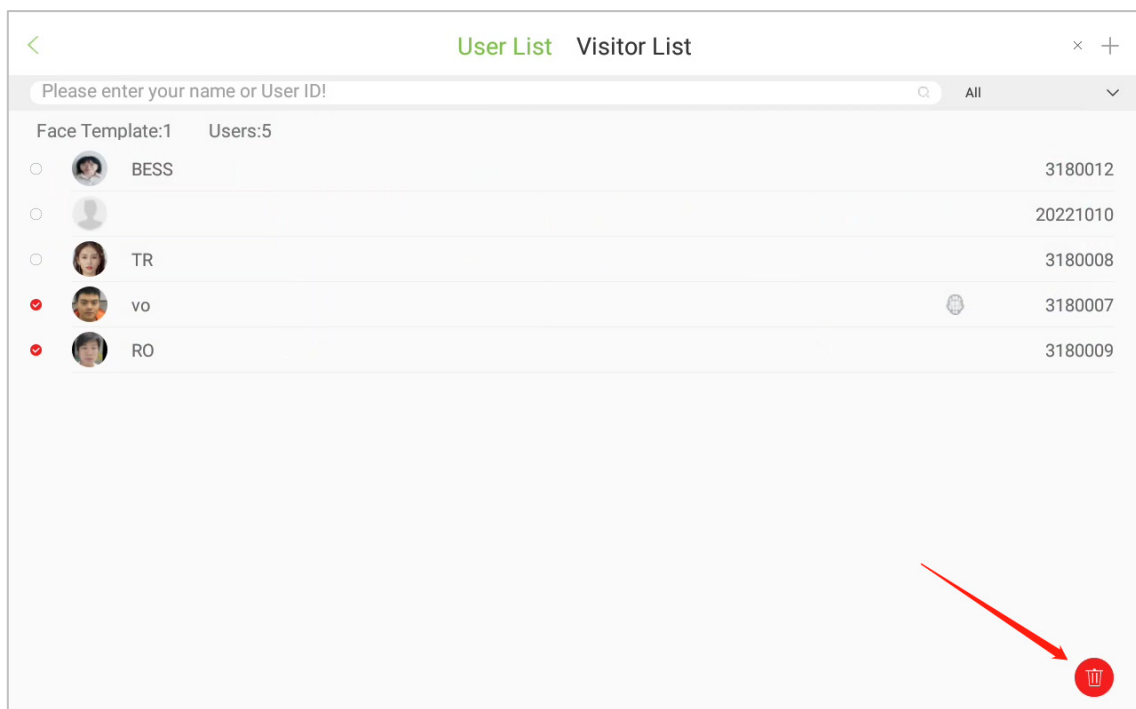 User List Visitor List
Please enter your name or User ID! All
Face Template:1 Users:5
BESS 3180012
20221010
TR 3180008
vo 3180007
RO 3180009